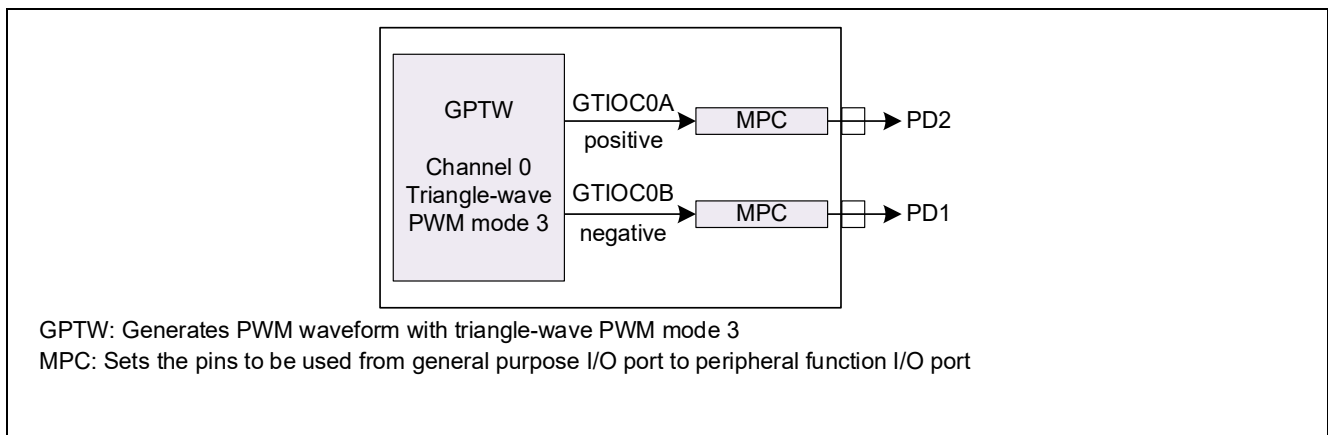 GPTW
Channel 0
Triangle-wave
PWM mode 3
GTIOC0A
positive
MPC
PD2
GTIOC0B
negative
MPC
PD1
GPTW: Generates PWM waveform with triangle-wave PWM mode 3
MPC: Sets the pins to be used from general purpose I/O port to peripheral function I/O port